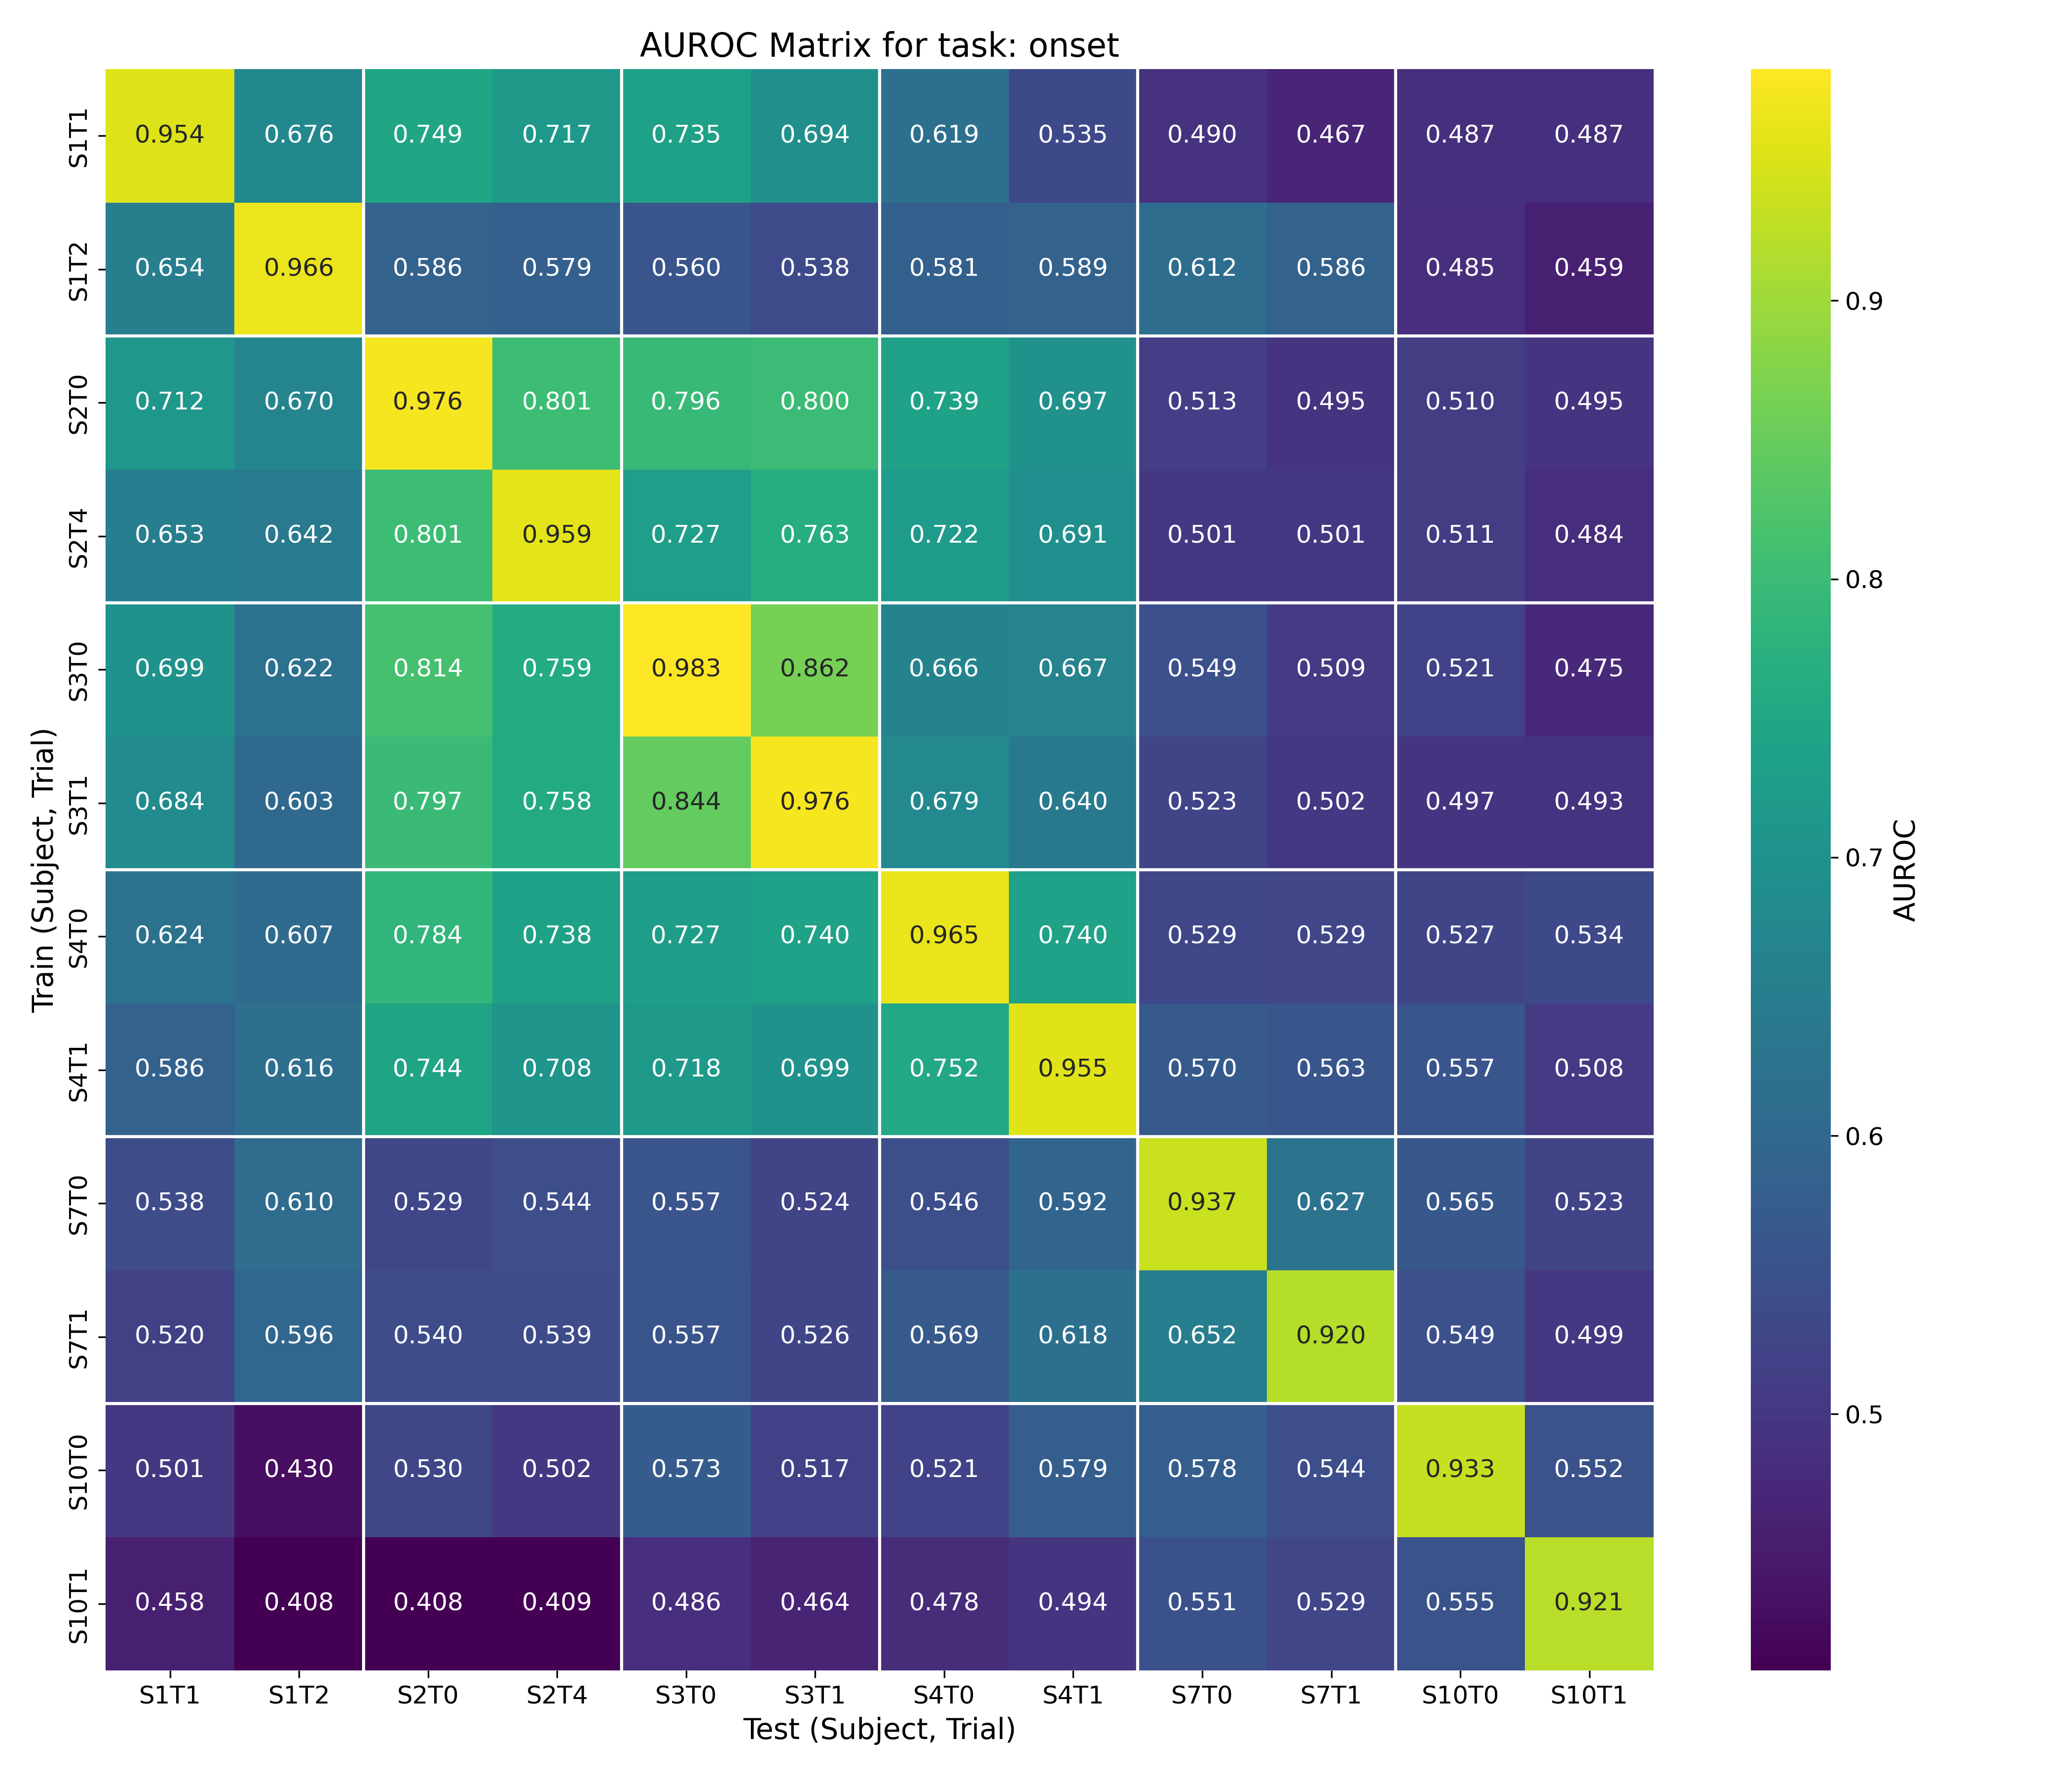 AUROC Matrix for task: onset
S1T1 0.954 0.676 0.749 0.717 0.735 0.694 0.619 0.535 0.490 0.467 0.487 0.487
S1T2 0.654 0.966 0.586 0.579 0.560 0.538 0.581 0.589 0.612 0.586 0.485 0.459
S2T0 0.712 0.670 0.976 0.801 0.796 0.800 0.739 0.697 0.513 0.495 0.510 0.495
S2T4 0.653 0.642 0.801 0.959 0.727 0.763 0.722 0.691 0.501 0.501 0.511 0.484
S3T0 0.699 0.622 0.814 0.759 0.983 0.862 0.666 0.667 0.549 0.509 0.521 0.475
S3T1 0.684 0.603 0.797 0.758 0.844 0.976 0.679 0.640 0.523 0.502 0.497 0.493
S4T0 0.624 0.607 0.784 0.738 0.727 0.740 0.965 0.740 0.529 0.529 0.527 0.534
S4T1 0.586 0.616 0.744 0.708 0.718 0.699 0.752 0.955 0.570 0.563 0.557 0.508
S7T0 0.538 0.610 0.529 0.544 0.557 0.524 0.546 0.592 0.937 0.627 0.565 0.523
S7T1 0.520 0.596 0.540 0.539 0.557 0.526 0.569 0.618 0.652 0.920 0.549 0.499
S10T0 0.501 0.430 0.530 0.502 0.573 0.517 0.521 0.579 0.578 0.544 0.933 0.552
S10T1 0.458 0.408 0.408 0.409 0.486 0.464 0.478 0.494 0.551 0.529 0.555 0.921
S1T1 S1T2 S2T0 S2T4 S3T0 S3T1 S4T0 S4T1 S7T0 S7T1 S10T0 S10T1
Test (Subject, Trial)
Train (Subject, Trial)
0.9
0.8
0.7
0.6
0.5
AUROC